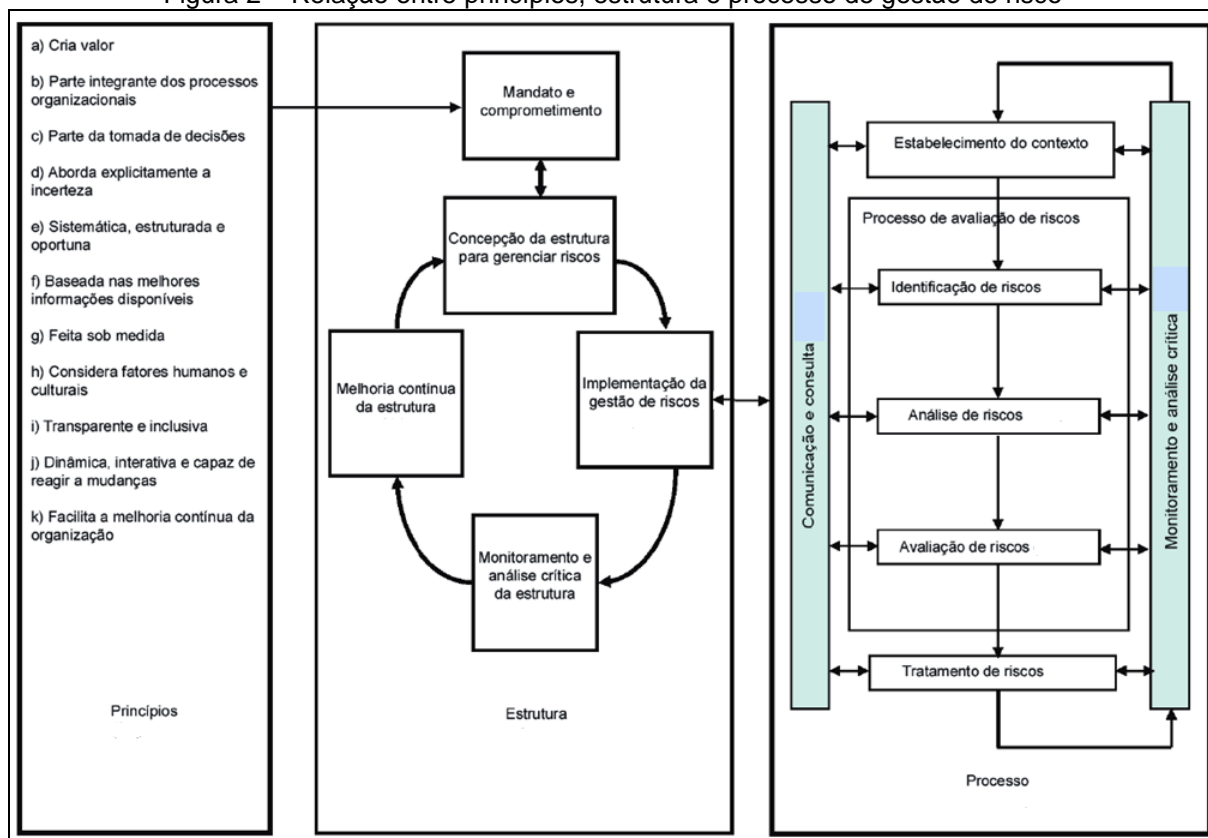 Figura 2 – Relação entre princípios, estrutura e processo de gestão de risco
a) Cria valor
b) Parte integrante dos processos
organizacionais
c) Parte da tomada de decisões
d) Aborda explicitamente a
incerteza
e) Sistemática, estruturada e
oportuna
f) Baseada nas melhores
informações disponíveis
g) Feita sob medida
h) Considera fatores humanos e
culturais
i) Transparente e inclusiva
j) Dinâmica, interativa e capaz de
reagir a mudanças
k) Facilita a melhoria contínua da
organização
Princípios
Mandato e
comprometimento
Concepção da estrutura
para gerenciar riscos
Implementação da
gestão de riscos
Melhoria contínua
da estrutura
Monitoramento e
análise crítica
da estrutura
Estrutura
Comunicação e consulta
Estabelecimento do contexto
Processo de avaliação de riscos
Identificação de riscos
Análise de riscos
Avaliação de riscos
Tratamento de riscos
Monitoramento e análise crítica
Processo